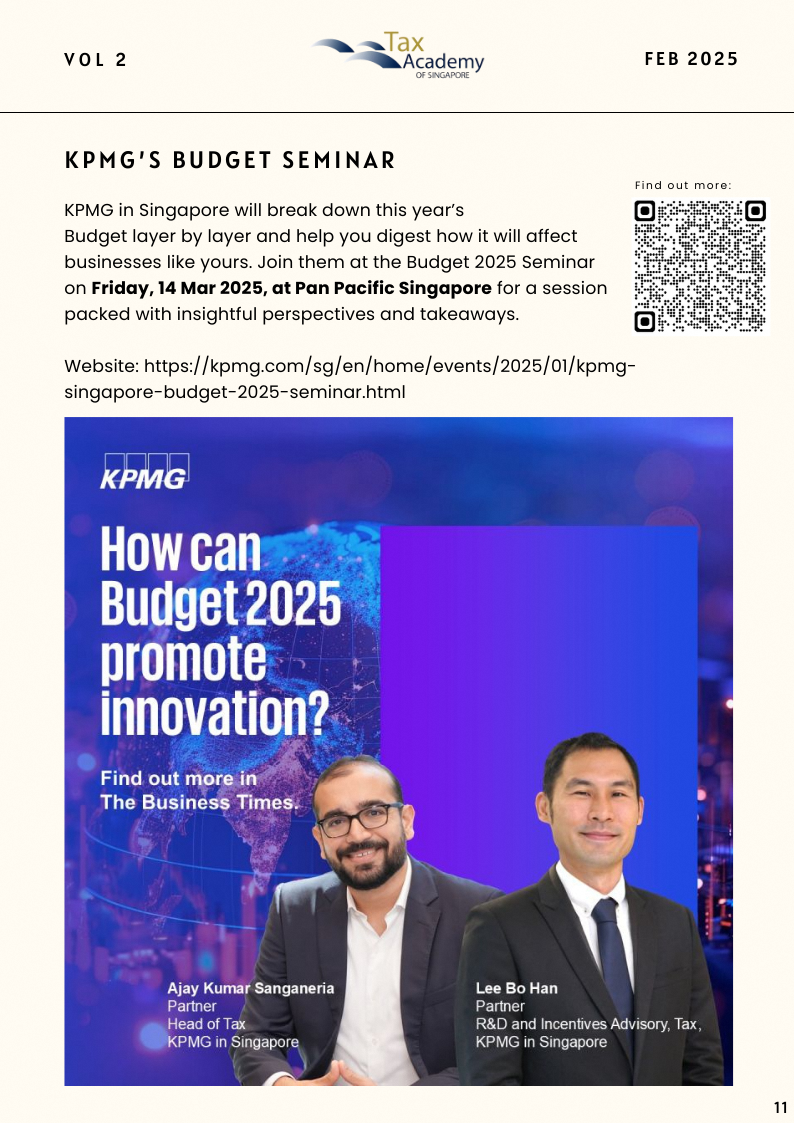 VOL 2
Tax
Academy
OF SINGAPORE
FEB 2025
KPMG'S BUDGET SEMINAR
Find out more:
KPMG in Singapore will break down this year's
Budget layer by layer and help you digest how it will affect
businesses like yours. Join them at the Budget 2025 Seminar
on Friday, 14 Mar 2025, at Pan Pacific Singapore for a session
packed with insightful perspectives and takeaways.
Website: https://kpmg.com/sg/en/home/events/2025/01/kpmg-
singapore-budget-2025-seminar.html
KPMG
How can
Budget 2025
promote
innovation?
Find out more in
The Business Times.
Ajay Kumar Sanganeria
Partner
Head of Tax
KPMG in Singapore
Lee Bo Han
Partner
R&D and Incentives Advisory, Tax,
KPMG in Singapore
11